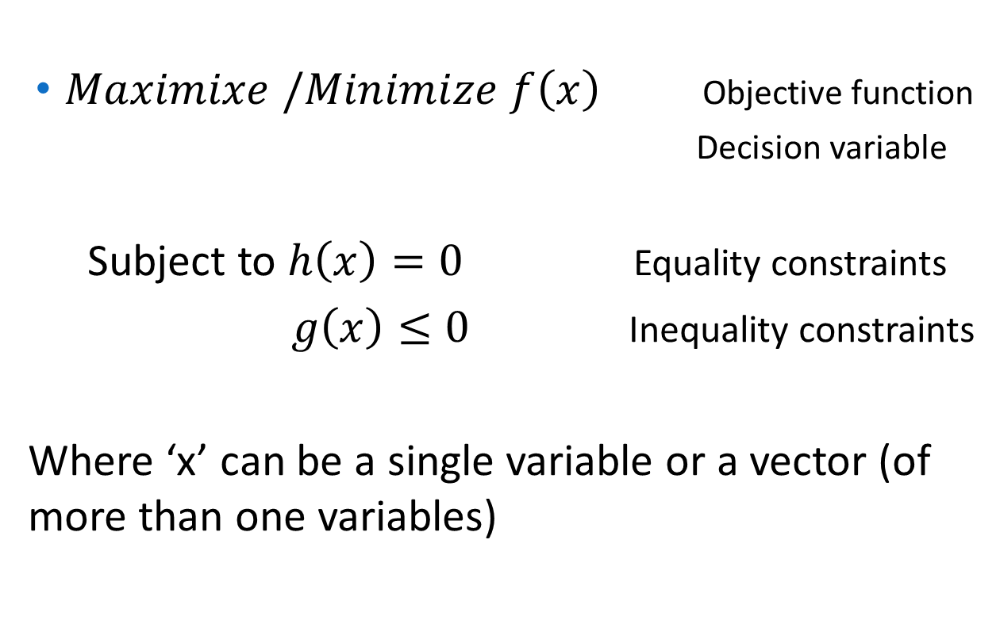 • Maximixe /Minimize f(x) Objective function
Decision variable
Subject to h(x) = 0 Equality constraints
g(x) ≤ 0 Inequality constraints
Where ‘x’ can be a single variable or a vector (of
more than one variables)